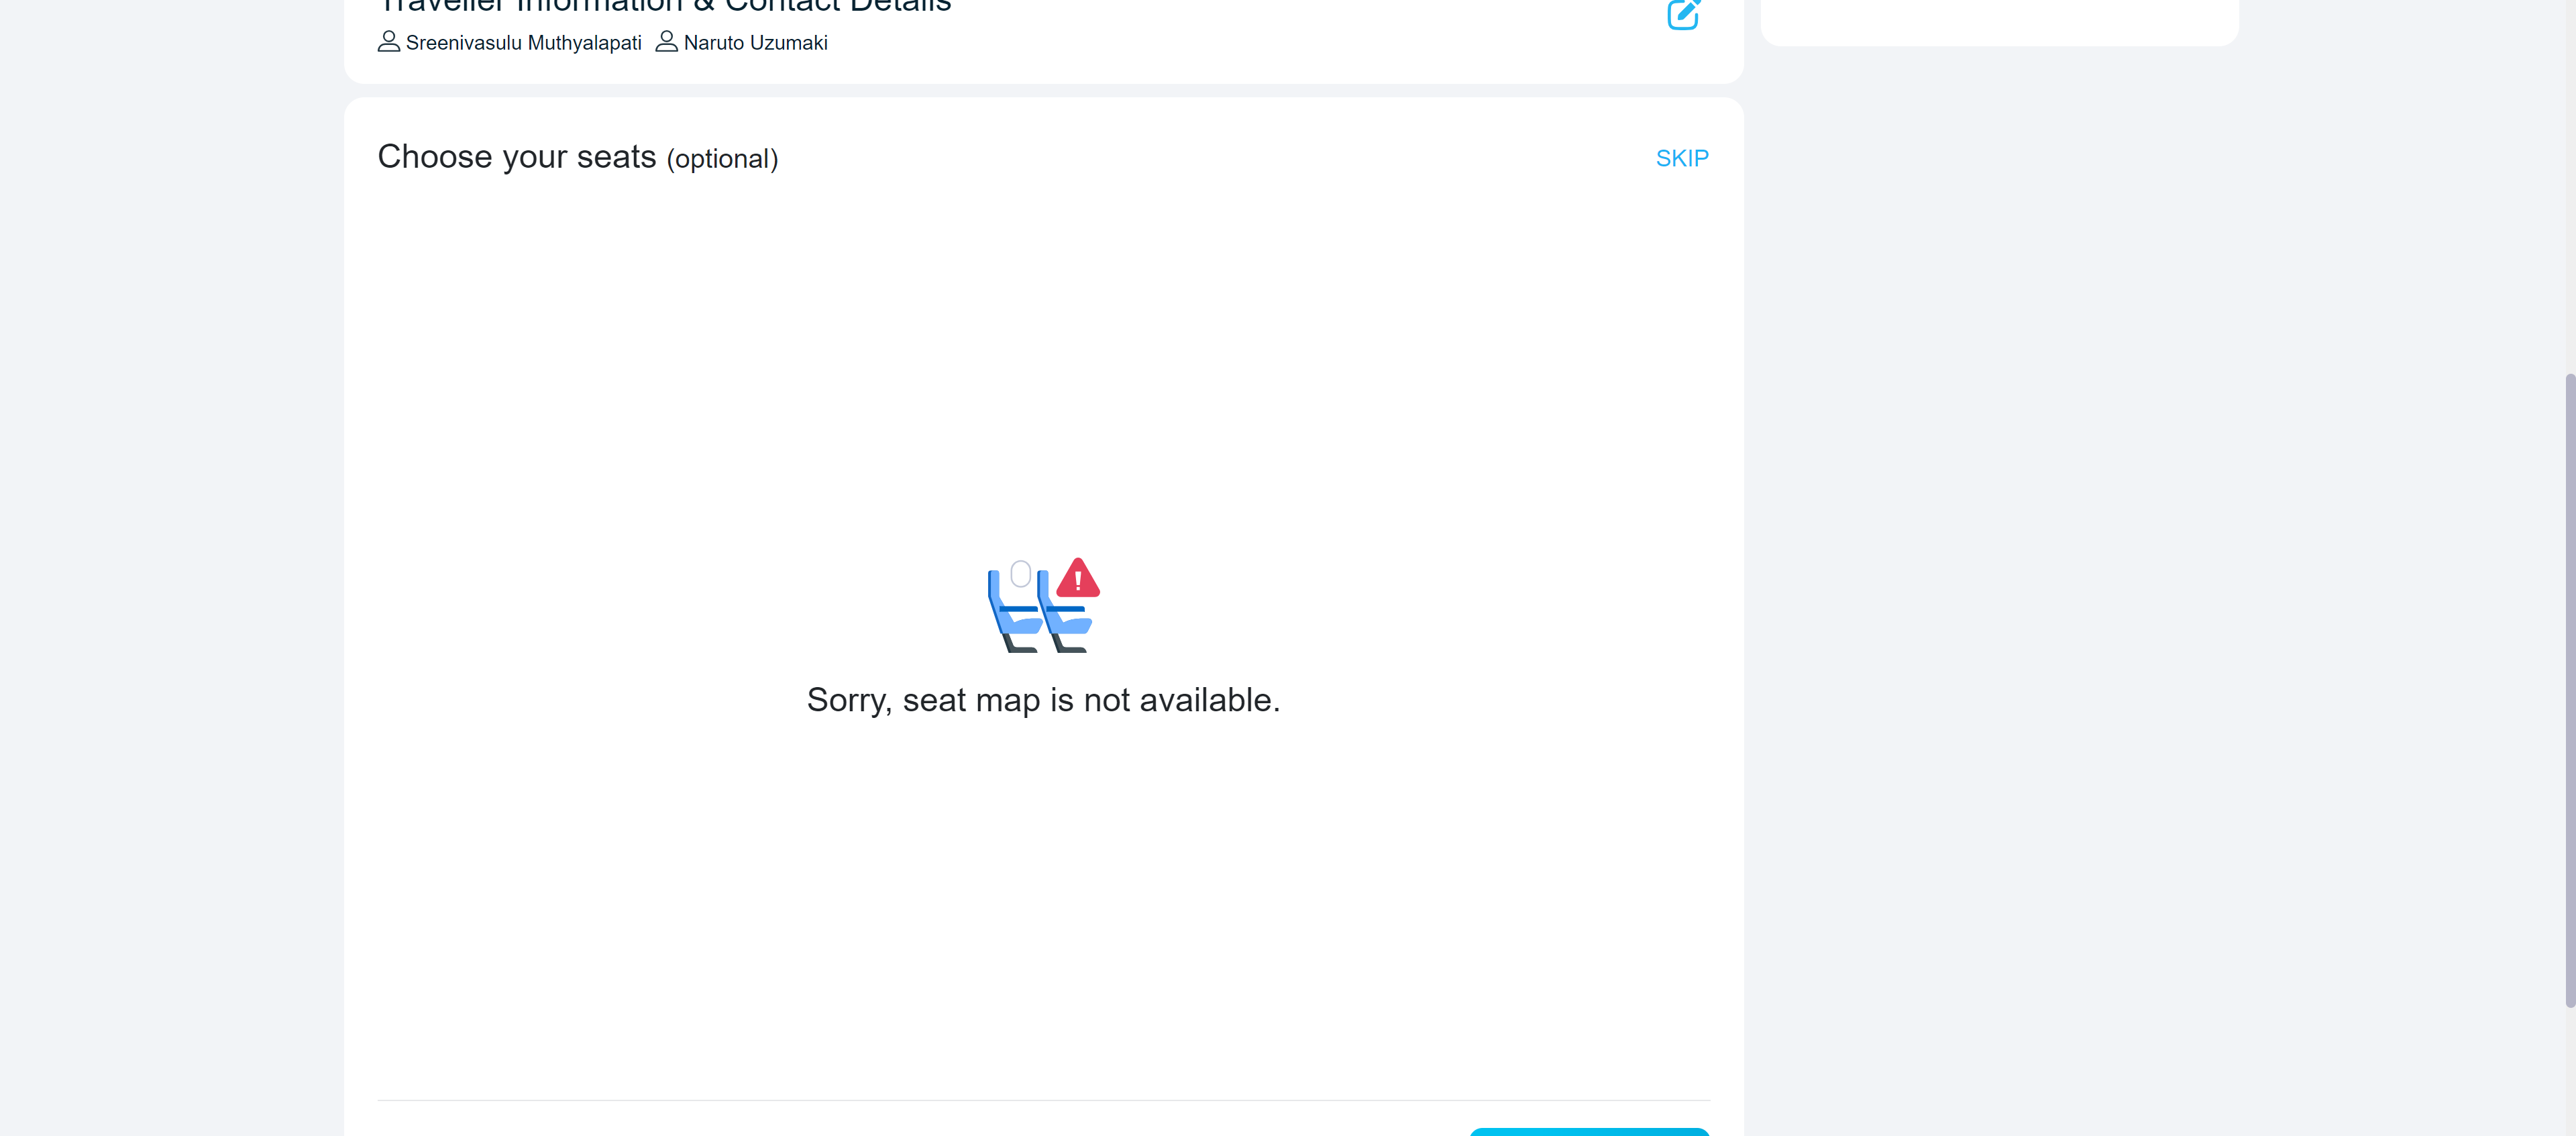 Traveller Information & Contact Details
Sreenivasulu Muthyalapati Naruto Uzumaki
Choose your seats (optional)
SKIP
Sorry, seat map is not available.